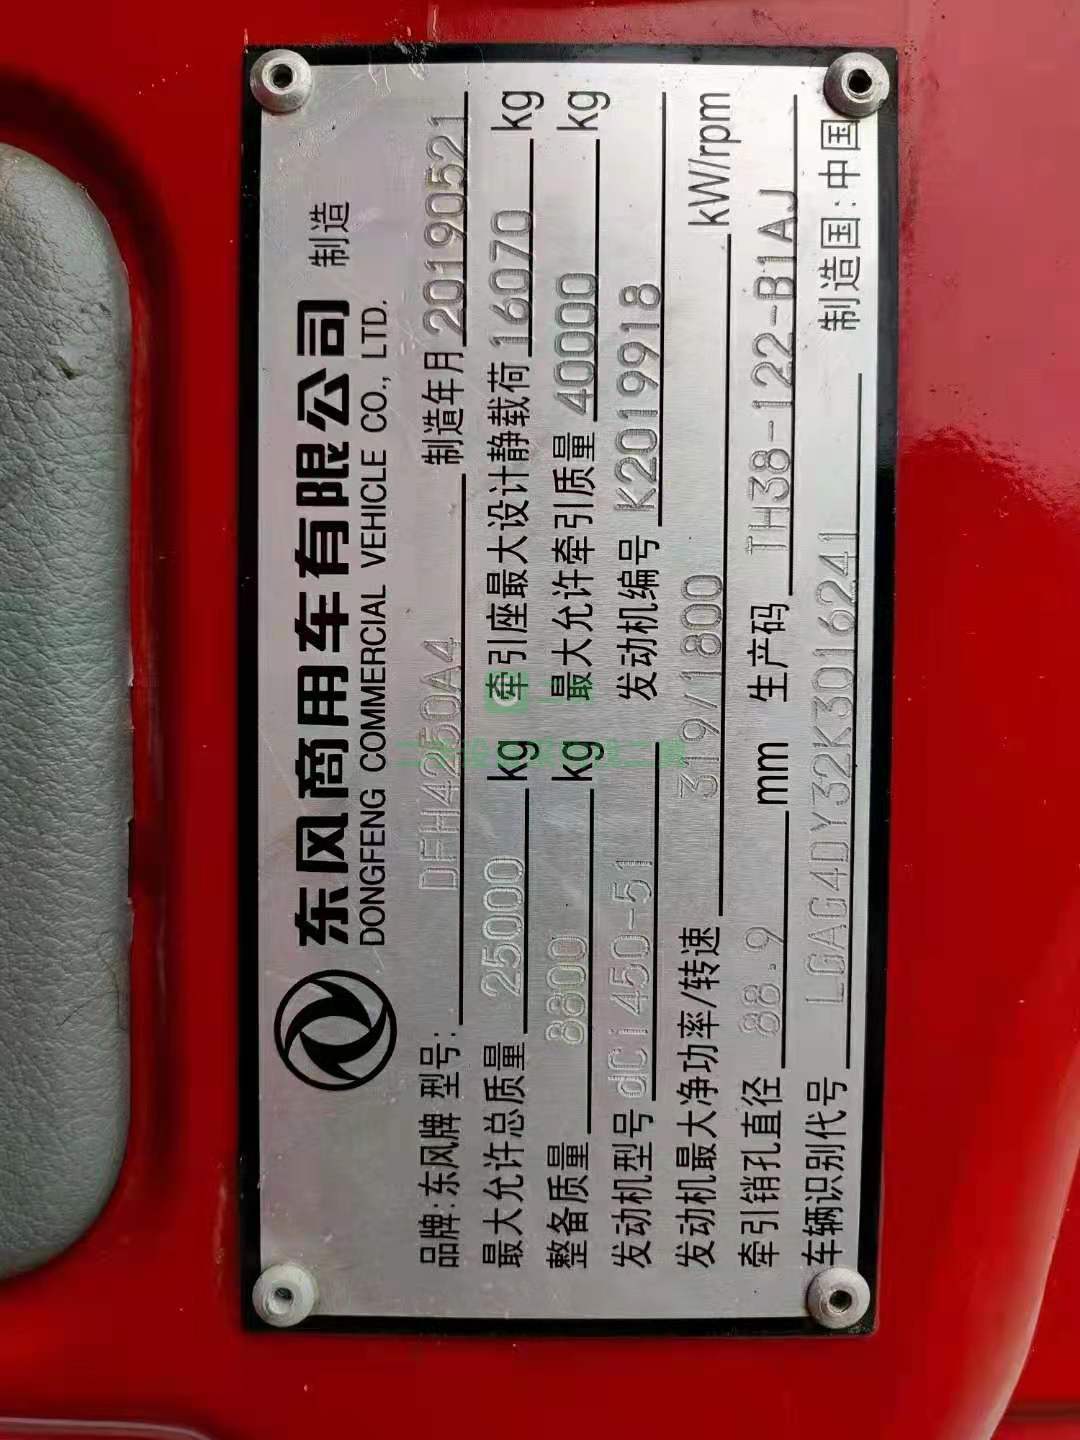 东风商用车有限公司 制造
DONGFENG COMMERCIAL VEHICLE CO., LTD.
品牌:东风牌 型号: DFH4250A4 制造年月 20190521
最大允许总质量 25000 kg 牵引座最大设计静载荷 16070 kg
整备质量 8800 kg 最大允许牵引质量 40000 kg
发动机型号 dCi450-51 发动机编号 K2019918
发动机最大净功率/转速 319/1800 kW/rpm
牵引销孔直径 88.9 mm 生产码 TH38-122-B1AJ
车辆识别代号 LGAG4DY32K3016241 制造国:中国